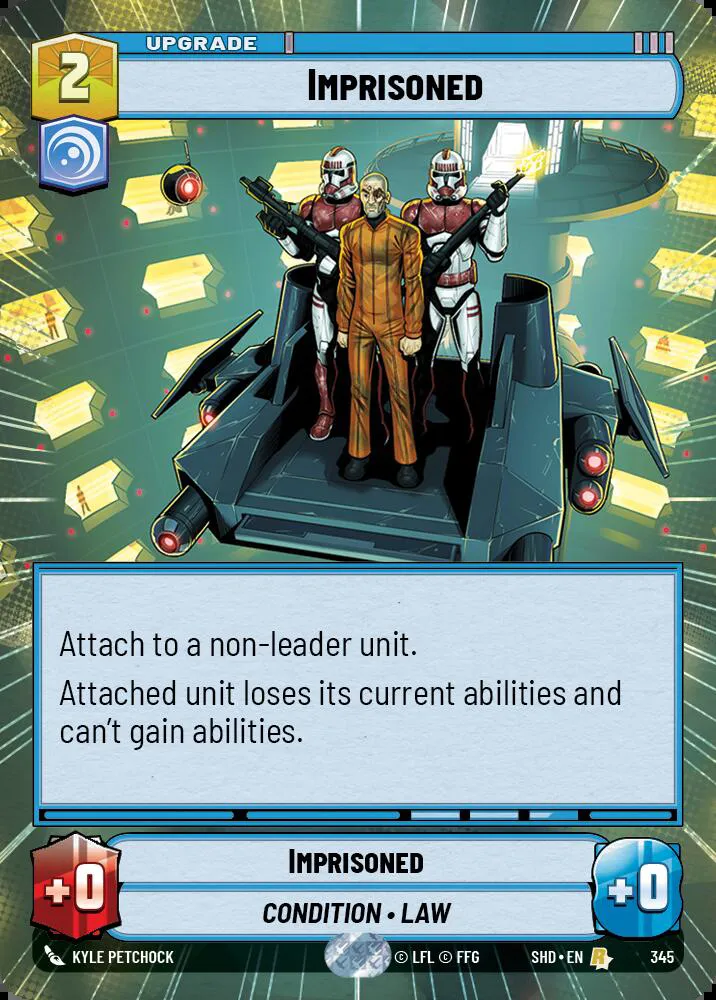 UPGRADE
2
IMPRISONED
Attach to a non-leader unit.
Attached unit loses its current abilities and
can't gain abilities.
IMPRISONED
+0
+0
CONDITION • LAW
KYLE PETCHOCK
© LFL © FFG
SHD • EN
R
345